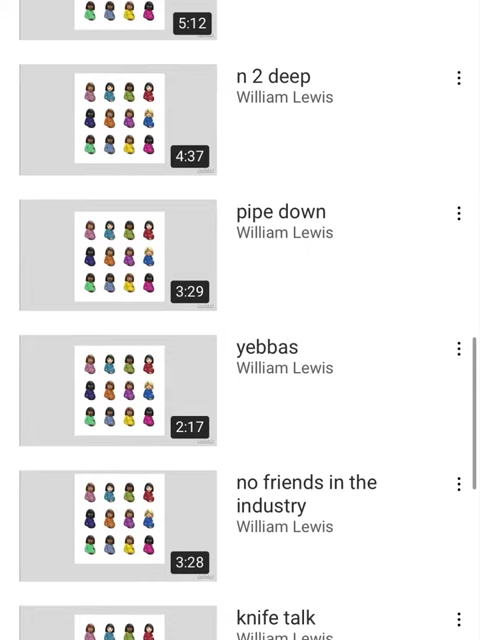 5:12
n 2 deep
William Lewis
4:37
pipe down
William Lewis
3:29
yebbas
William Lewis
2:17
no friends in the
industry
William Lewis
3:28
knife talk
William Lewis